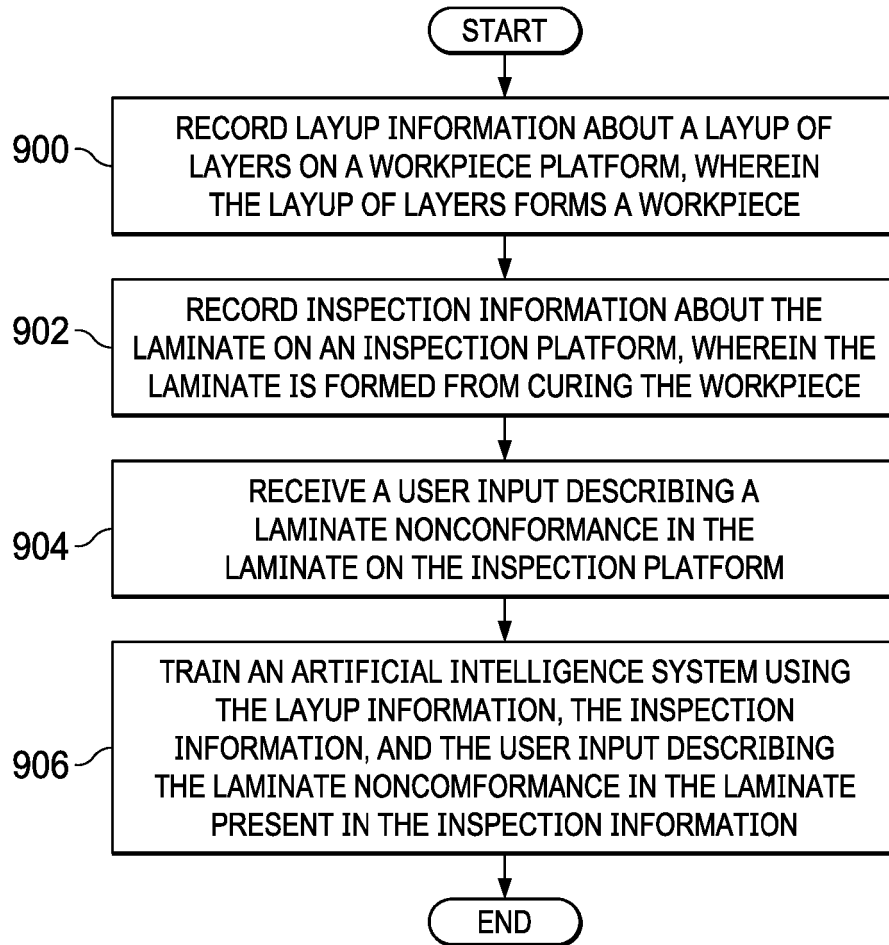 START
900
RECORD LAYUP INFORMATION ABOUT A LAYUP OF
LAYERS ON A WORKPIECE PLATFORM, WHEREIN
THE LAYUP OF LAYERS FORMS A WORKPIECE
902
RECORD INSPECTION INFORMATION ABOUT THE
LAMINATE ON AN INSPECTION PLATFORM, WHEREIN THE
LAMINATE IS FORMED FROM CURING THE WORKPIECE
904
RECEIVE A USER INPUT DESCRIBING A
LAMINATE NONCONFORMANCE IN THE
LAMINATE ON THE INSPECTION PLATFORM
906
TRAIN AN ARTIFICIAL INTELLIGENCE SYSTEM USING
THE LAYUP INFORMATION, THE INSPECTION
INFORMATION, AND THE USER INPUT DESCRIBING
THE LAMINATE NONCOMFORMANCE IN THE LAMINATE
PRESENT IN THE INSPECTION INFORMATION
END